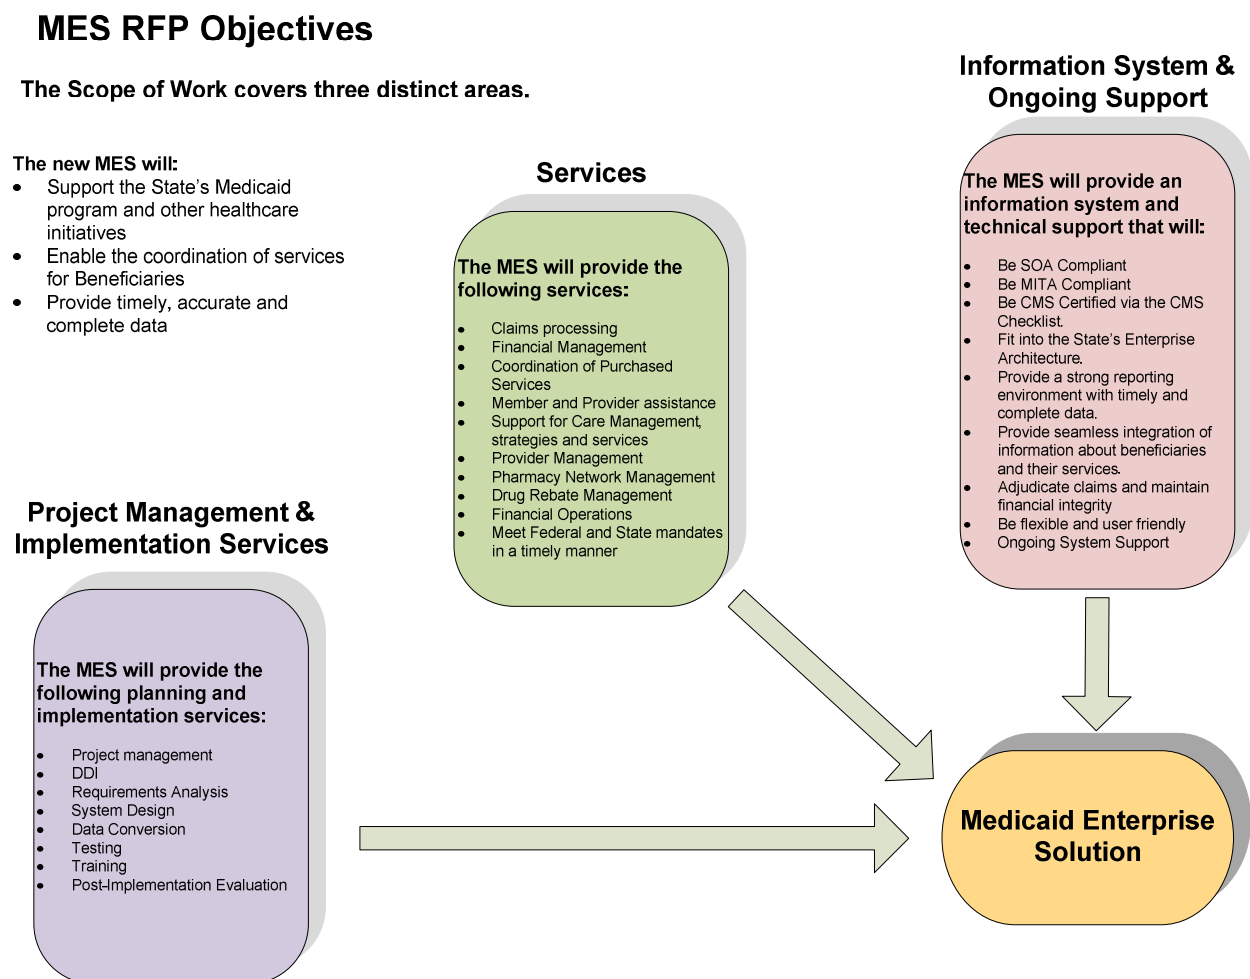 MES RFP Objectives
The Scope of Work covers three distinct areas.
The new MES will:
• Support the State's Medicaid
program and other healthcare
initiatives
• Enable the coordination of services
for Beneficiaries
• Provide timely, accurate and
complete data
Project Management &
Implementation Services
The MES will provide the
following planning and
implementation services:
• Project management
• DDI
• Requirements Analysis
• System Design
• Data Conversion
• Testing
• Training
• Post-Implementation Evaluation
Services
The MES will provide the
following services:
• Claims processing
• Financial Management
• Coordination of Purchased
Services
• Member and Provider assistance
• Support for Care Management,
strategies and services
• Provider Management
• Pharmacy Network Management
• Drug Rebate Management
• Financial Operations
• Meet Federal and State mandates
in a timely manner
Information System &
Ongoing Support
The MES will provide an
information system and
technical support that will:
• Be SOA Compliant
• Be MITA Compliant
• Be CMS Certified via the CMS
Checklist.
• Fit into the State's Enterprise
Architecture.
• Provide a strong reporting
environment with timely and
complete data.
• Provide seamless integration of
information about beneficiaries
and their services.
• Adjudicate claims and maintain
financial integrity
• Be flexible and user friendly
• Ongoing System Support
Medicaid Enterprise
Solution